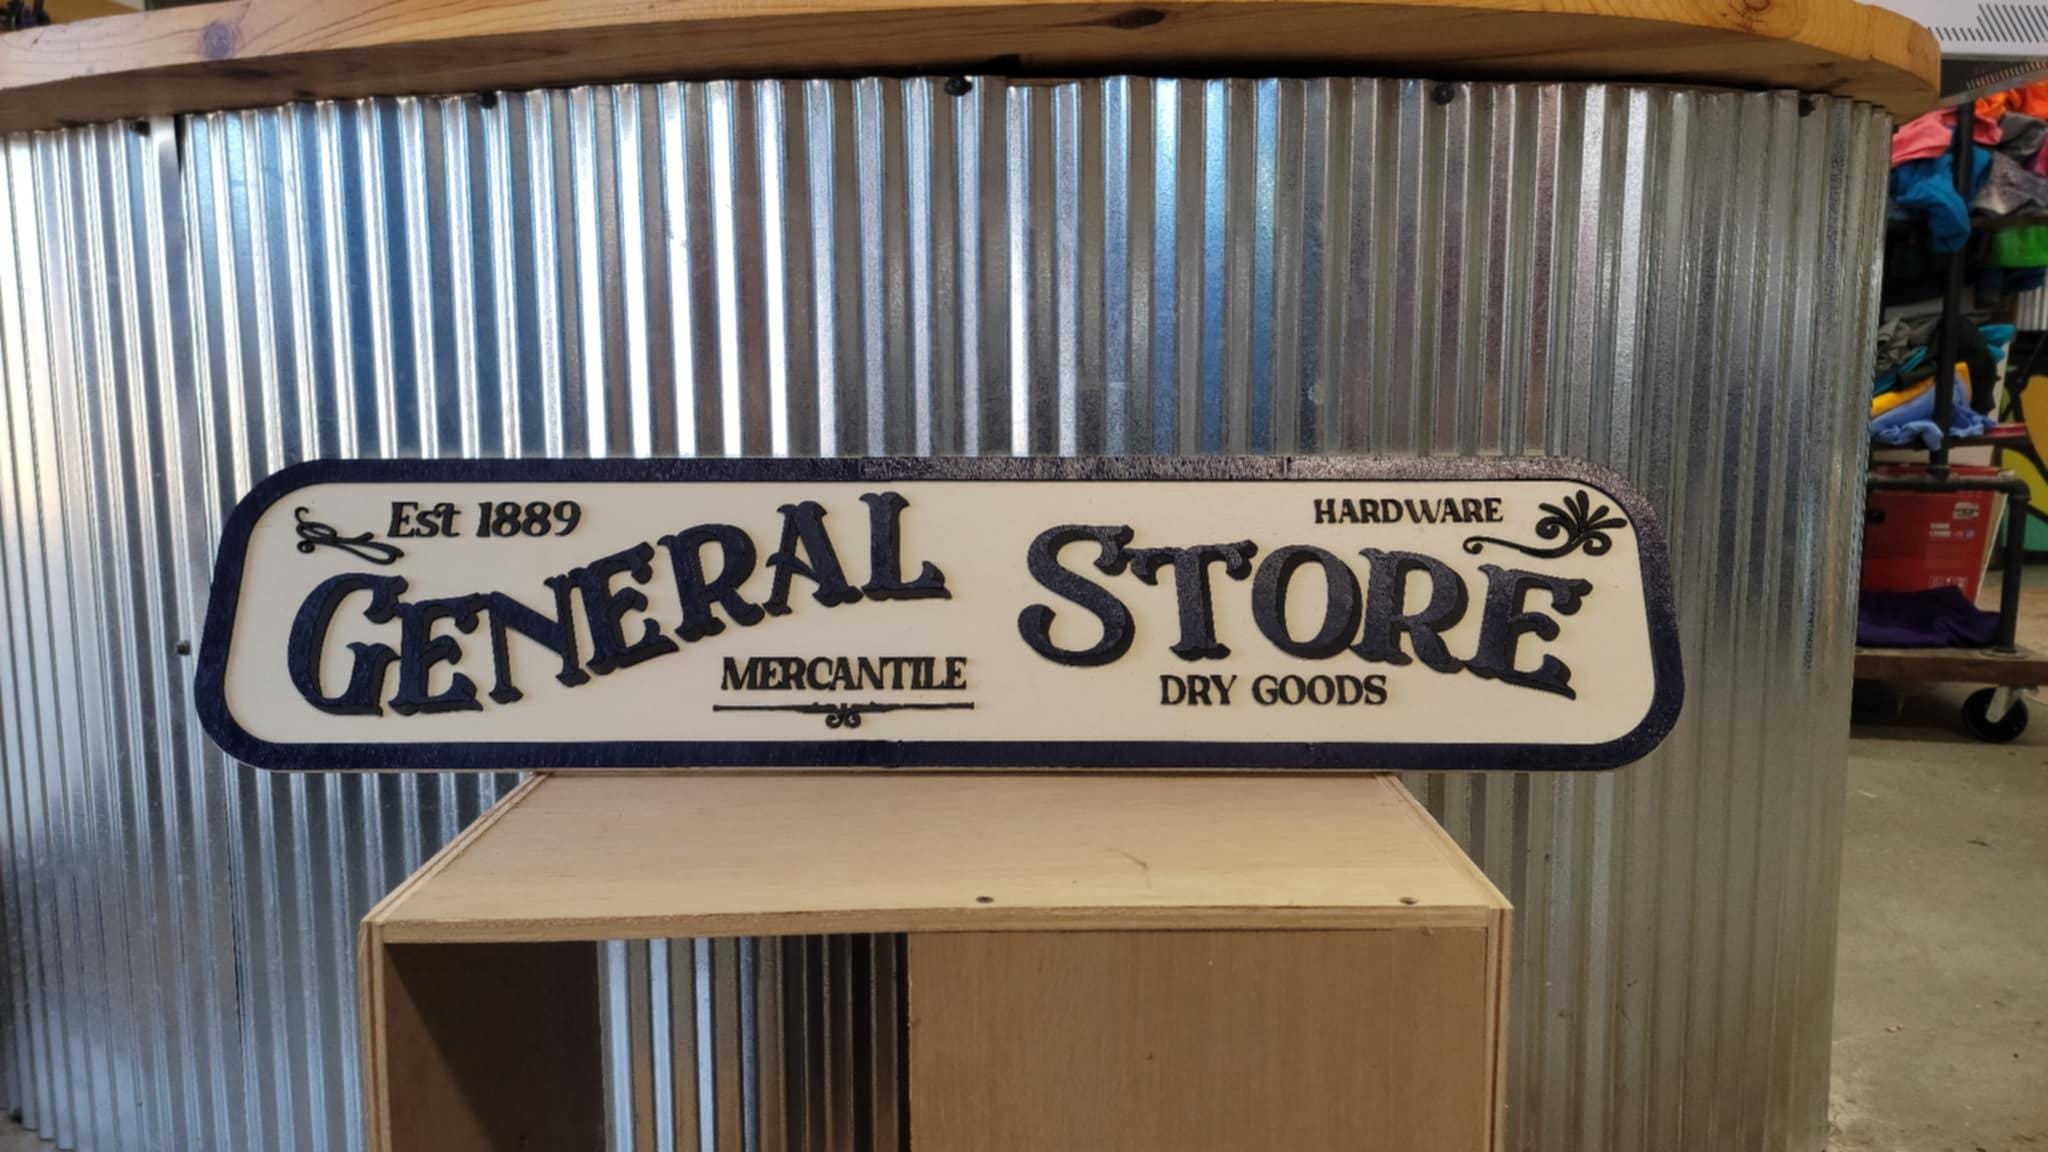 Est 1889
GENERAL STORE
HARDWARE
MERCANTILE
DRY GOODS